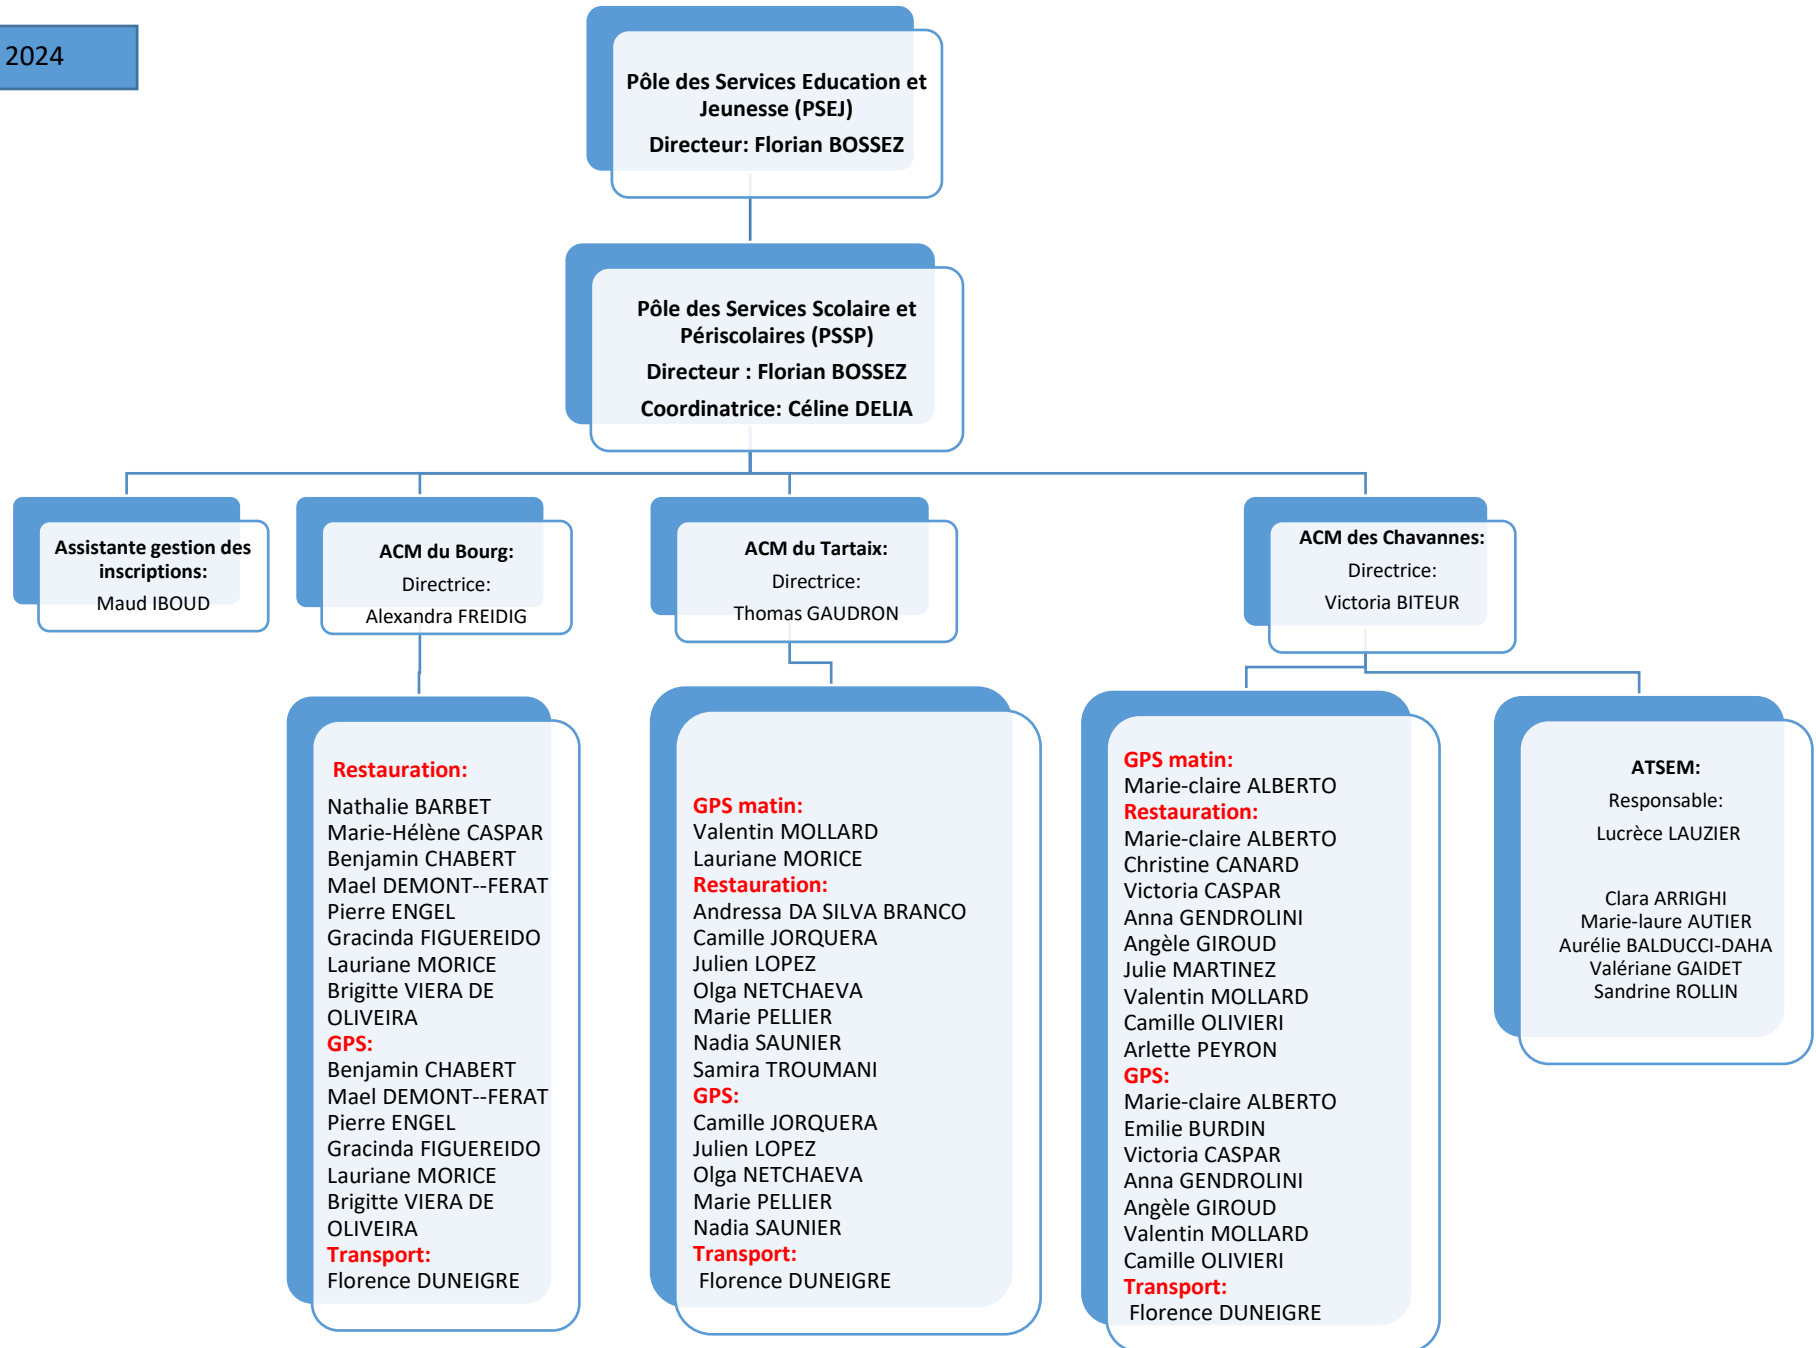 2024
Pôle des Services Education et
Jeunesse (PSEJ)
Directeur: Florian BOSSEZ
Pôle des Services Scolaire et
Périscolaires (PSSP)
Directeur : Florian BOSSEZ
Coordinatrice: Céline DELIA
Assistante gestion des
inscriptions:
Maud IBOUD
ACM du Bourg:
Directrice:
Alexandra FREIDIG
ACM du Tartaix:
Directrice:
Thomas GAUDRON
ACM des Chavannes:
Directrice:
Victoria BITEUR
Restauration:
Nathalie BARBET
Marie-Hélène CASPAR
Benjamin CHABERT
Mael DEMONT--FERAT
Pierre ENGEL
Gracinda FIGUEREIDO
Lauriane MORICE
Brigitte VIERA DE
OLIVEIRA
GPS:
Benjamin CHABERT
Mael DEMONT--FERAT
Pierre ENGEL
Gracinda FIGUEREIDO
Lauriane MORICE
Brigitte VIERA DE
OLIVEIRA
Transport:
Florence DUNEIGRE
GPS matin:
Valentin MOLLARD
Lauriane MORICE
Restauration:
Andressa DA SILVA BRANCO
Camille JORQUERA
Julien LOPEZ
Olga NETCHAEVA
Marie PELLIER
Nadia SAUNIER
Samira TROUMANI
GPS:
Camille JORQUERA
Julien LOPEZ
Olga NETCHAEVA
Marie PELLIER
Nadia SAUNIER
Transport:
Florence DUNEIGRE
GPS matin:
Marie-claire ALBERTO
Restauration:
Marie-claire ALBERTO
Christine CANARD
Victoria CASPAR
Anna GENDROLINI
Angèle GIROUD
Julie MARTINEZ
Valentin MOLLARD
Camille OLIVIERI
Arlette PEYRON
GPS:
Marie-claire ALBERTO
Emilie BURDIN
Victoria CASPAR
Anna GENDROLINI
Angèle GIROUD
Valentin MOLLARD
Camille OLIVIERI
Transport:
Florence DUNEIGRE
ATSEM:
Responsable:
Lucrèce LAUZIER
Clara ARRIGHI
Marie-laure AUTIER
Aurélie BALDUCCI-DAHA
Valériane GAIDET
Sandrine ROLLIN